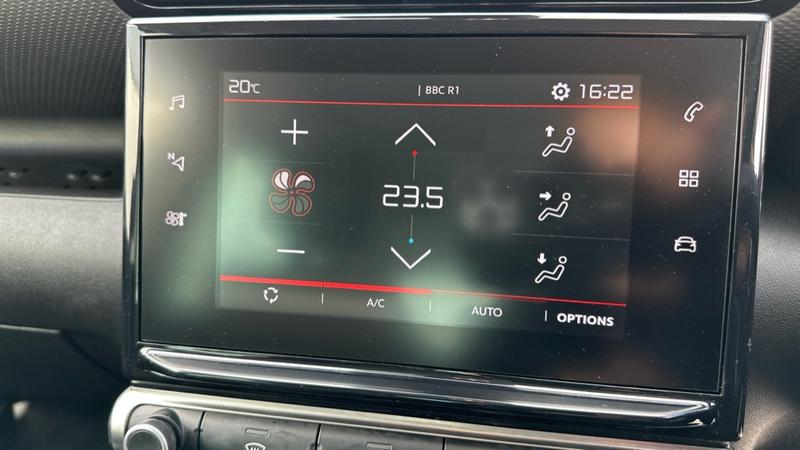 20°C | BBC R1 16:22
N
23.5
| A/C | AUTO | OPTIONS